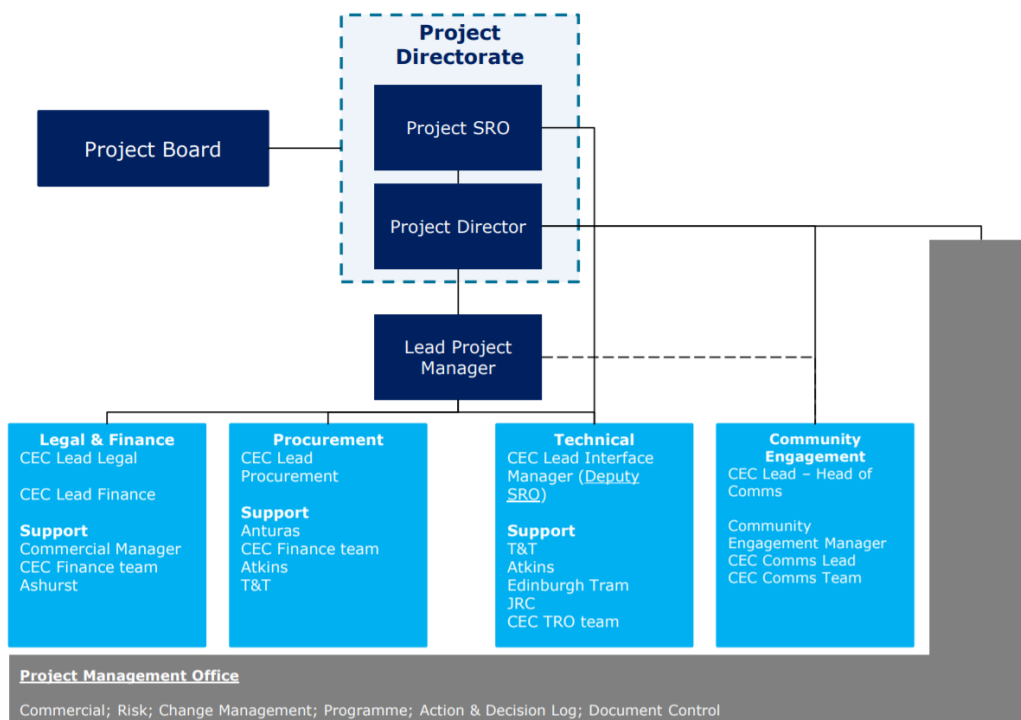 Project
Directorate
Project SRO
Project Board
Project Director
Lead Project
Manager
Legal & Finance
CEC Lead Legal
CEC Lead Finance
Support
Commercial Manager
CEC Finance team
Ashurst
Procurement
CEC Lead
Procurement
Support
Anturas
CEC Finance team
Atkins
T&T
Technical
CEC Lead Interface
Manager (Deputy
SRO)
Support
T&T
Atkins
Edinburgh Tram
JRC
CEC TRO team
Community
Engagement
CEC Lead – Head of
Comms
Community
Engagement Manager
CEC Comms Lead
CEC Comms Team
Project Management Office
Commercial; Risk; Change Management; Programme; Action & Decision Log; Document Control